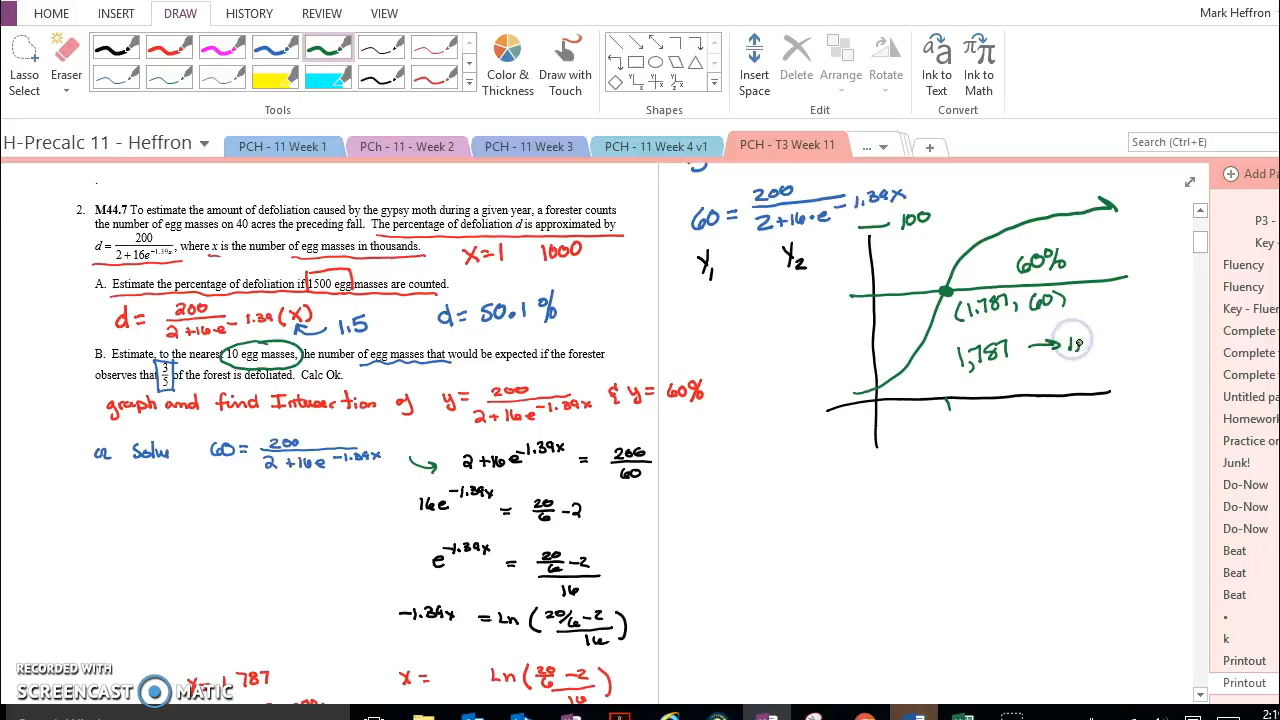 HOME INSERT DRAW HISTORY REVIEW VIEW Mark Heffron
Lasso Select
Eraser
Color & Thickness
Draw with Touch
Insert Space
Delete
Arrange
Rotate
Ink to Text
Ink to Math
Tools Shapes Edit Convert
H-Precalc 11 - Heffron PCH - 11 Week 1 PCh - 11 - Week 2 PCH - 11 Week 3 PCH - 11 Week 4 v1 PCH - T3 Week 11 ... + Search (Ctrl+E)
2. M44.7 To estimate the amount of defoliation caused by the gypsy moth during a given year, a forester counts
the number of egg masses on 40 acres the preceding fall. The percentage of defoliation d is approximated by
d = 200 / 2 + 16e^-1.39x, where x is the number of egg masses in thousands.
x=1 1000
A. Estimate the percentage of defoliation if 1500 egg masses are counted.
d = 200 / 2+16e -1.39 (x)
1.5
d = 50.1 %
B. Estimate, to the nearest 10 egg masses, the number of egg masses that would be expected if the forester
observes that 3/5 of the forest is defoliated. Calc Ok.
graph and find Intersection of y = 200 / 2+16e^-1.39x & y = 60%
or Solve 60 = 200 / 2+16e^-1.39x
2+16e^-1.39x = 200/60
16e^-1.39x = 20/6 -2
e^-1.39x = 20/6 -2 / 16
-1.39x = Ln ( 20/6 -2 / 16 )
x = 1.787
x = Ln ( 20/6 -2 / 16 )
60 = 200 / 2+16·e -1.39x
Y1 Y2
100
60%
(1.787, 60)
1,787 →
Add Pa
P3 -
Key -
Fluency
Fluency
Key - Flue
Complete
Complete
Complete
Untitled pa
Homework
Practice o
Junk!
Do-Now
Do-Now
Do-Now
Beat
Beat
Beat
•
k
Printout
Printout
RECORDED WITH
SCREENCAST MATIC